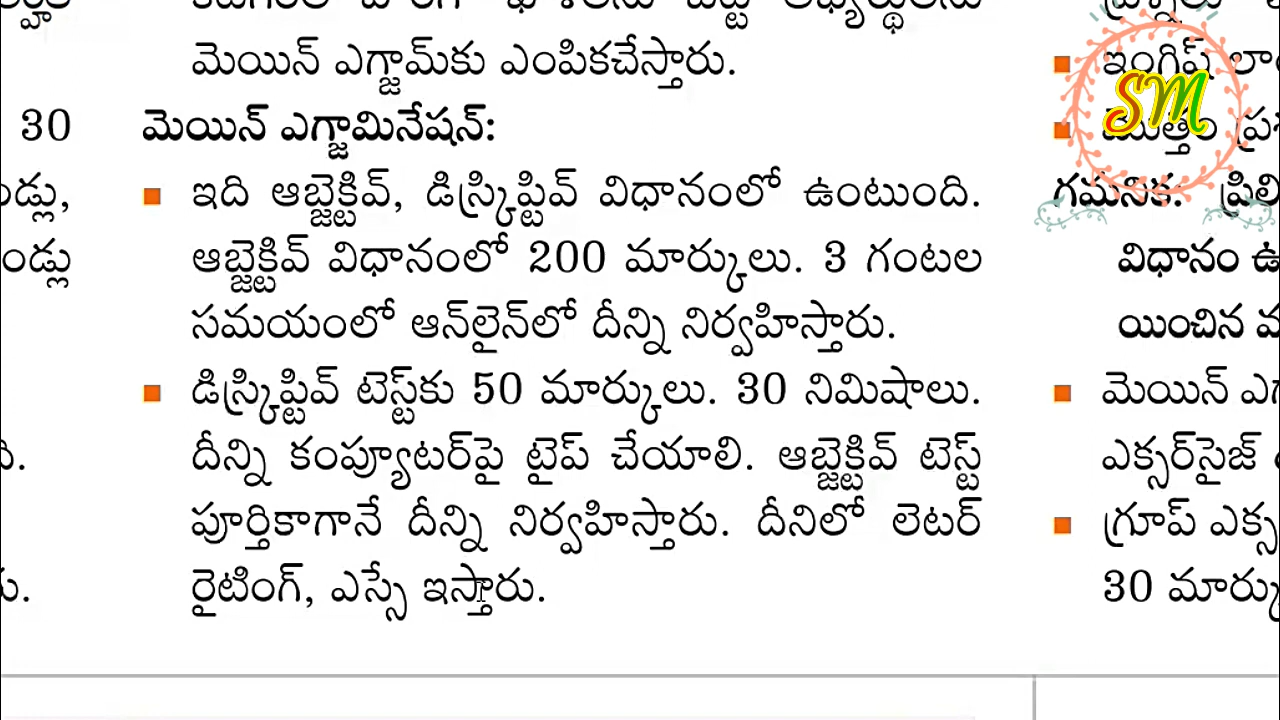 మెయిన్ ఎగ్జామ్‌కు ఎంపికచేస్తారు.
30
మెయిన్ ఎగ్జామినేషన్:
ఇది ఆబ్జెక్టివ్, డిస్క్రిప్టివ్ విధానంలో ఉంటుంది.
ఆబ్జెక్టివ్ విధానంలో 200 మార్కులు. 3 గంటల
సమయంలో ఆన్‌లైన్‌లో దీన్ని నిర్వహిస్తారు.
డిస్క్రిప్టివ్ టెస్ట్‌కు 50 మార్కులు. 30 నిమిషాలు.
దీన్ని కంప్యూటర్‌పై టైప్ చేయాలి. ఆబ్జెక్టివ్ టెస్ట్
పూర్తికాగానే దీన్ని నిర్వహిస్తారు. దీనిలో లెటర్
రైటింగ్, ఎస్సే ఇస్తారు.
SM
ఇంగ్లిష్
మొత్తం
గమనిక:
విధానం
యించిన
మెయిన్
ఎక్సర్‌సైజ్
గ్రూప్
30